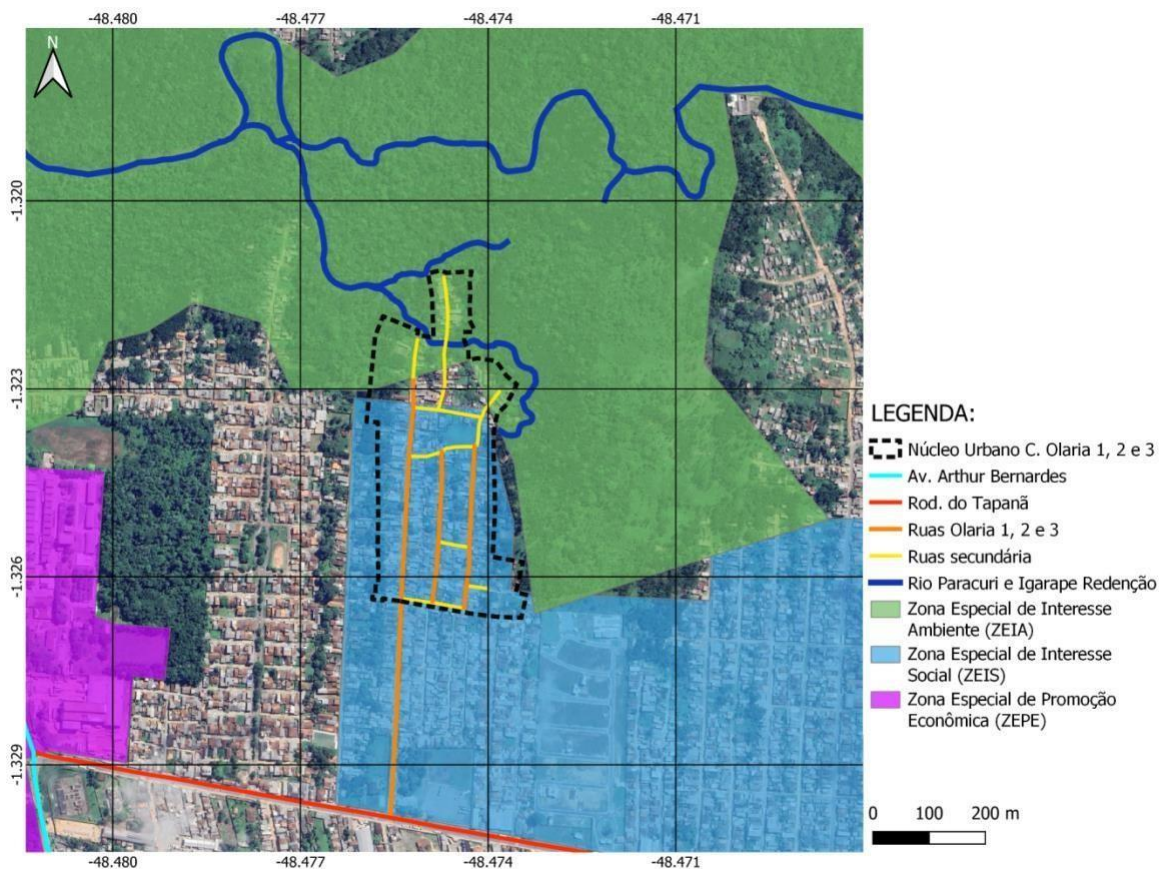 -48.480 -48.477 -48.474 -48.471
N
-1.320
-1.323
-1.326
-1.329
-48.480 -48.477 -48.474 -48.471
LEGENDA:
Núcleo Urbano C. Olaria 1, 2 e 3
Av. Arthur Bernardes
Rod. do Tapanã
Ruas Olaria 1, 2 e 3
Ruas secundária
Rio Paracuri e Igarape Redenção
Zona Especial de Interesse
Ambiente (ZEIA)
Zona Especial de Interesse
Social (ZEIS)
Zona Especial de Promoção
Econômica (ZEPE)
0 100 200 m